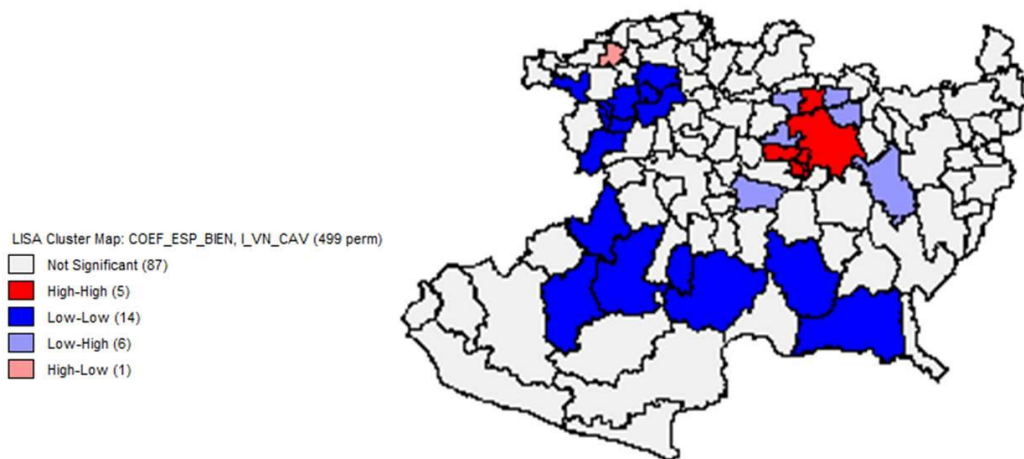 LISA Cluster Map: COEF_ESP_BIEN, I_VN_CAV (499 perm)
Not Significant (87)
High-High (5)
Low-Low (14)
Low-High (6)
High-Low (1)